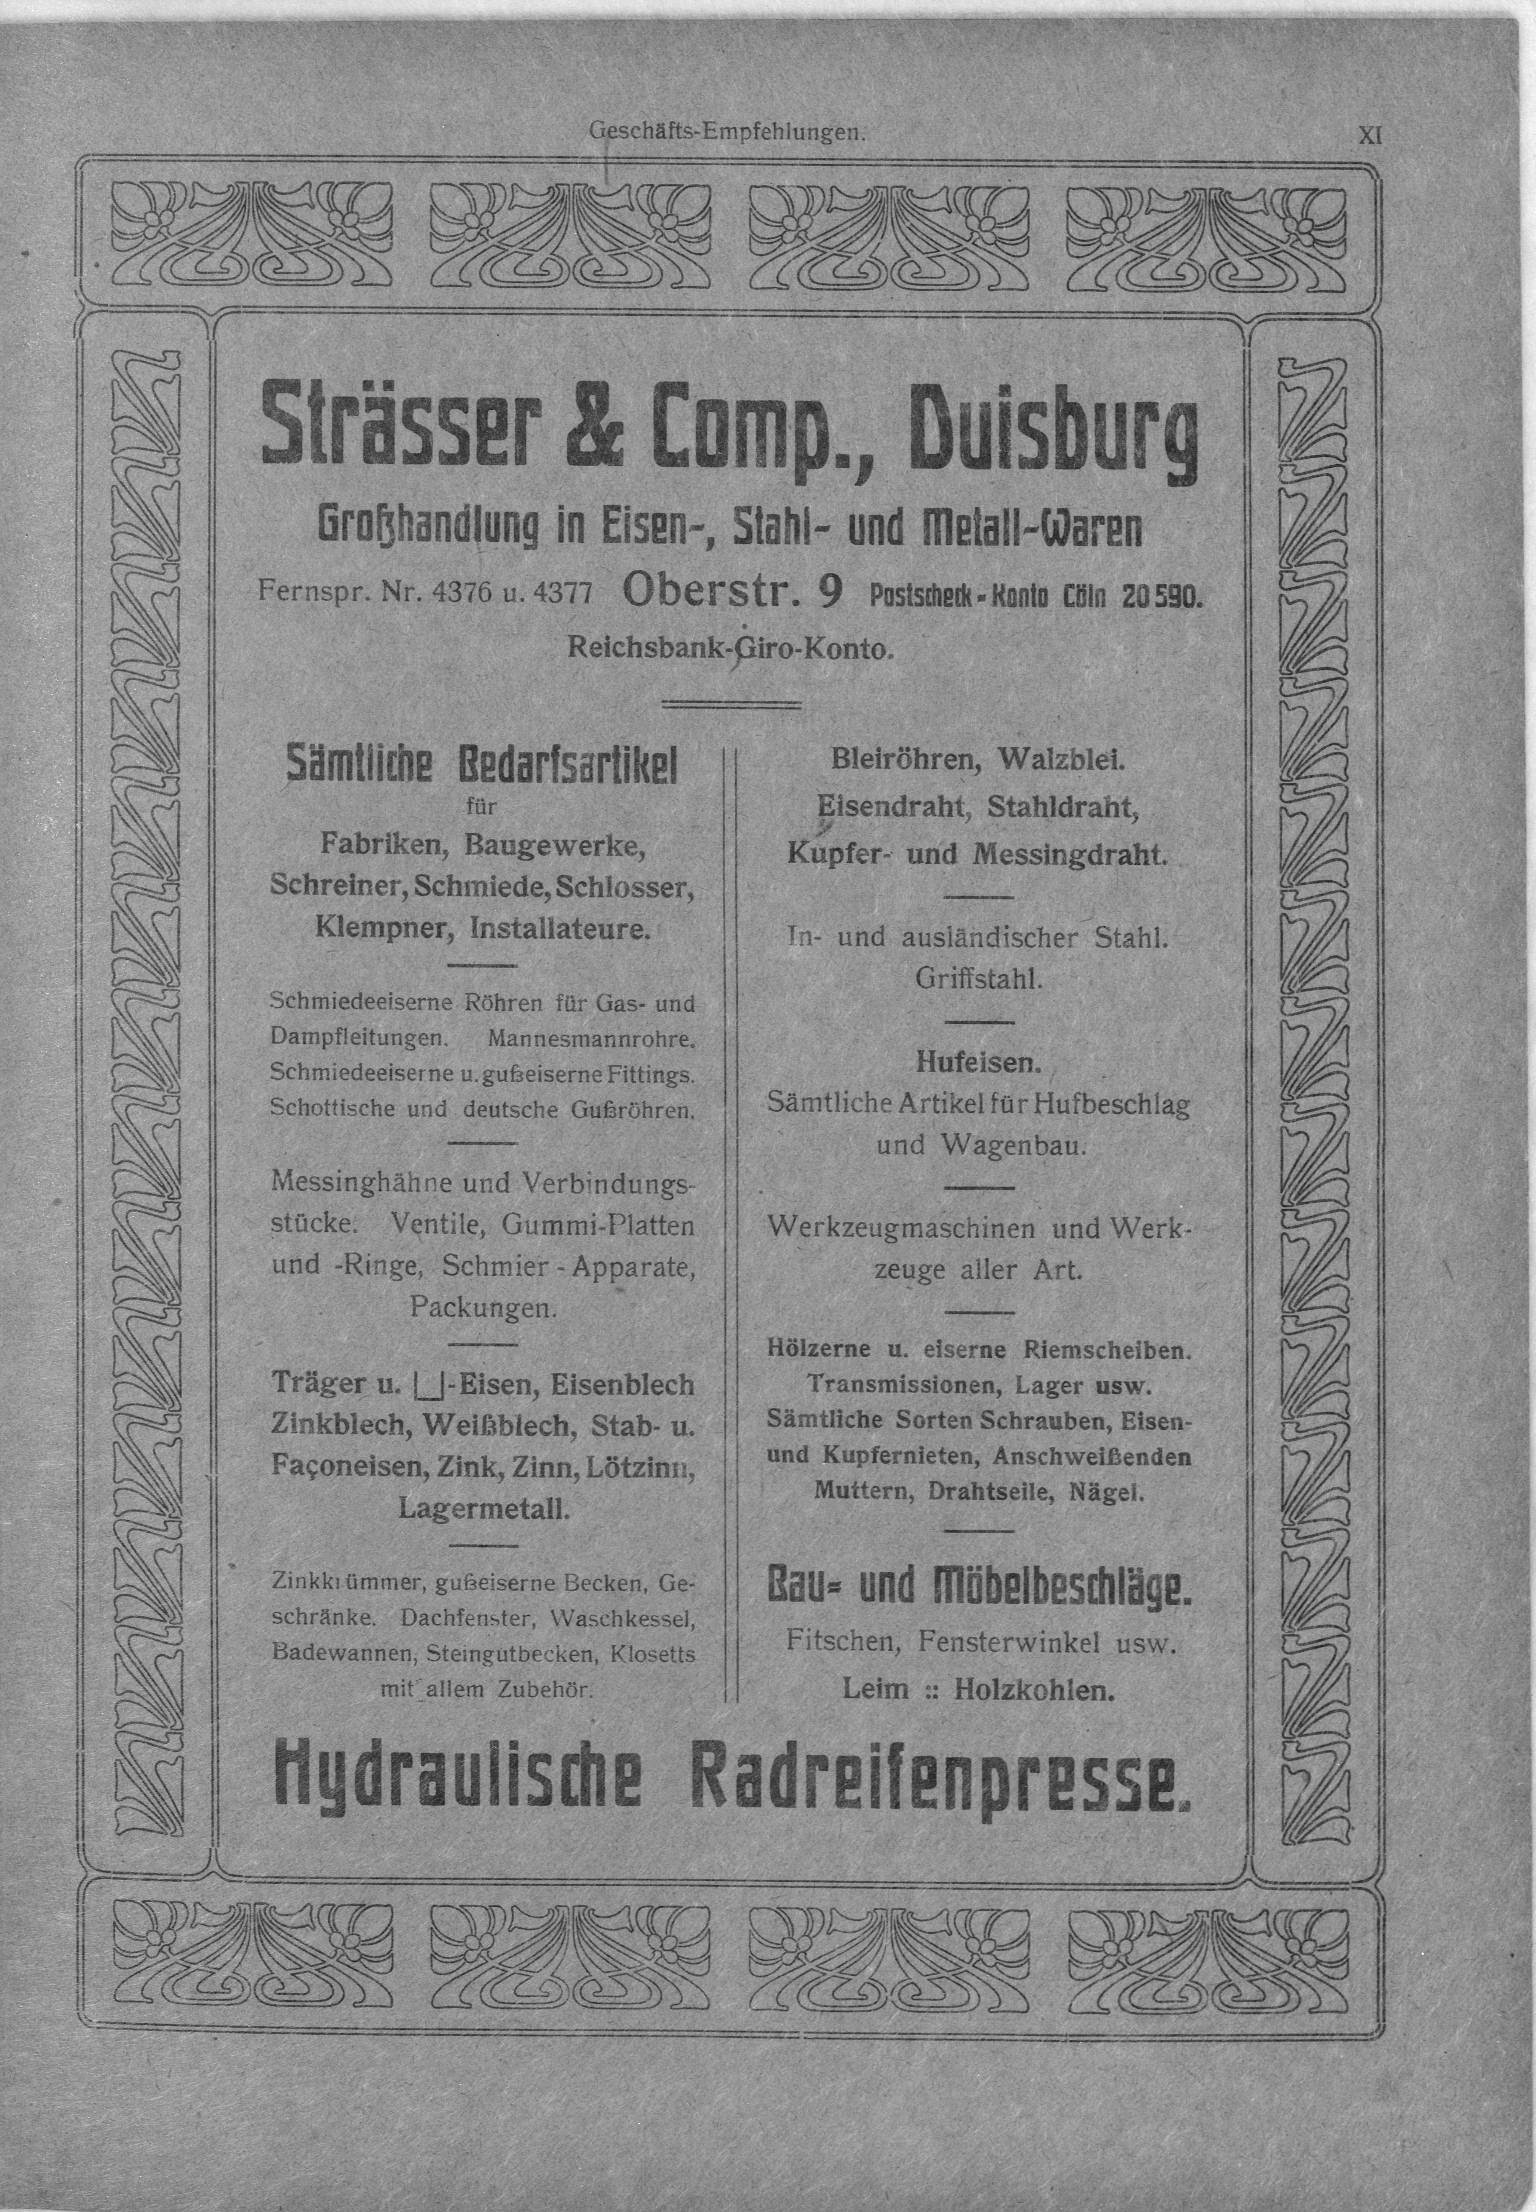 Geschäfts-Empfehlungen.
XI
Strässer & Comp., Duisburg
Großhandlung in Eisen-, Stahl- und Metall-Waren
Fernspr. Nr. 4376 u. 4377 Oberstr. 9 Postscheck-Konto Cöln 20590.
Reichsbank-Giro-Konto.
Sämtliche Bedarfsartikel
für
Fabriken, Baugewerke,
Schreiner, Schmiede, Schlosser,
Klempner, Installateure.
Schmiedeeiserne Röhren für Gas- und
Dampfleitungen. Mannesmannrohre.
Schmiedeeiserne u. gußeiserne Fittings.
Schottische und deutsche Gußröhren.
Messinghähne und Verbindungs-
stücke. Ventile, Gummi-Platten
und -Ringe, Schmier-Apparate,
Packungen.
Träger u. |_|-Eisen, Eisenblech
Zinkblech, Weißblech, Stab- u.
Façoneisen, Zink, Zinn, Lötzinn,
Lagermetall.
Zinkkrümmer, gußeiserne Becken, Ge-
schränke. Dachfenster, Waschkessel,
Badewannen, Steingutbecken, Klosetts
mit allem Zubehör.
Bleiröhren, Walzblei.
Eisendraht, Stahldraht,
Kupfer- und Messingdraht.
In- und ausländischer Stahl.
Griffstahl.
Hufeisen.
Sämtliche Artikel für Hufbeschlag
und Wagenbau.
Werkzeugmaschinen und Werk-
zeuge aller Art.
Hölzerne u. eiserne Riemscheiben.
Transmissionen, Lager usw.
Sämtliche Sorten Schrauben, Eisen-
und Kupfernieten, Anschweißenden
Muttern, Drahtseile, Nägel.
Bau- und Möbelbeschläge.
Fitschen, Fensterwinkel usw.
Leim :: Holzkohlen.
Hydraulische Radreifenpresse.